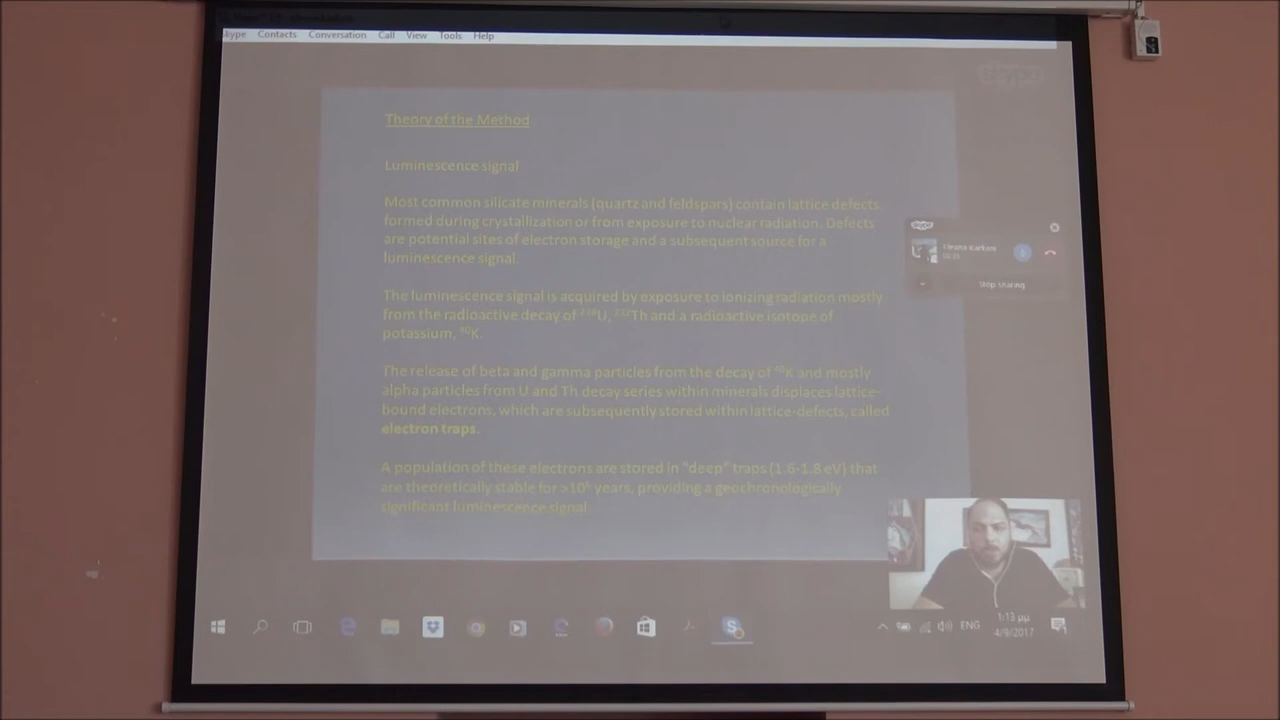 Skype Contacts Conversation Call View Tools Help
skype
Theory of the Method
Luminescence signal
Most common silicate minerals (quartz and feldspars) contain lattice defects
formed during crystallization or from exposure to nuclear radiation. Defects
are potential sites of electron storage and a subsequent source for a
luminescence signal.
The luminescence signal is acquired by exposure to ionizing radiation mostly
from the radioactive decay of ²³⁸U, ²³²Th and a radioactive isotope of
potassium, ⁴⁰K.
The release of beta and gamma particles from the decay of ⁴⁰K and mostly
alpha particles from U and Th decay series within minerals displaces lattice-
bound electrons, which are subsequently stored within lattice-defects, called
electron traps.
A population of these electrons are stored in "deep" traps (1.6-1.8 eV) that
are theoretically stable for >10⁶ years, providing a geochronologically
significant luminescence signal
skype
Stop sharing
ENG
1:13 μμ
4/9/2017